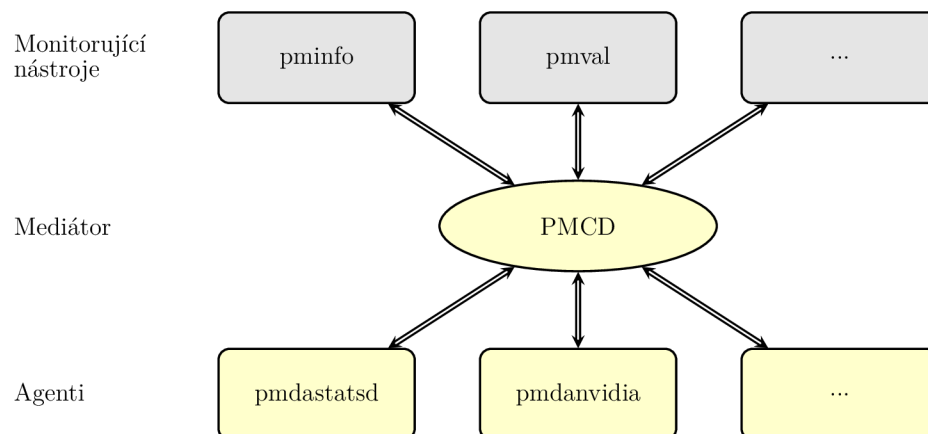 Monitorující
nástroje
pminfo
pmval
...
Mediátor
PMCD
Agenti
pmdastatsd
pmdanvidia
...